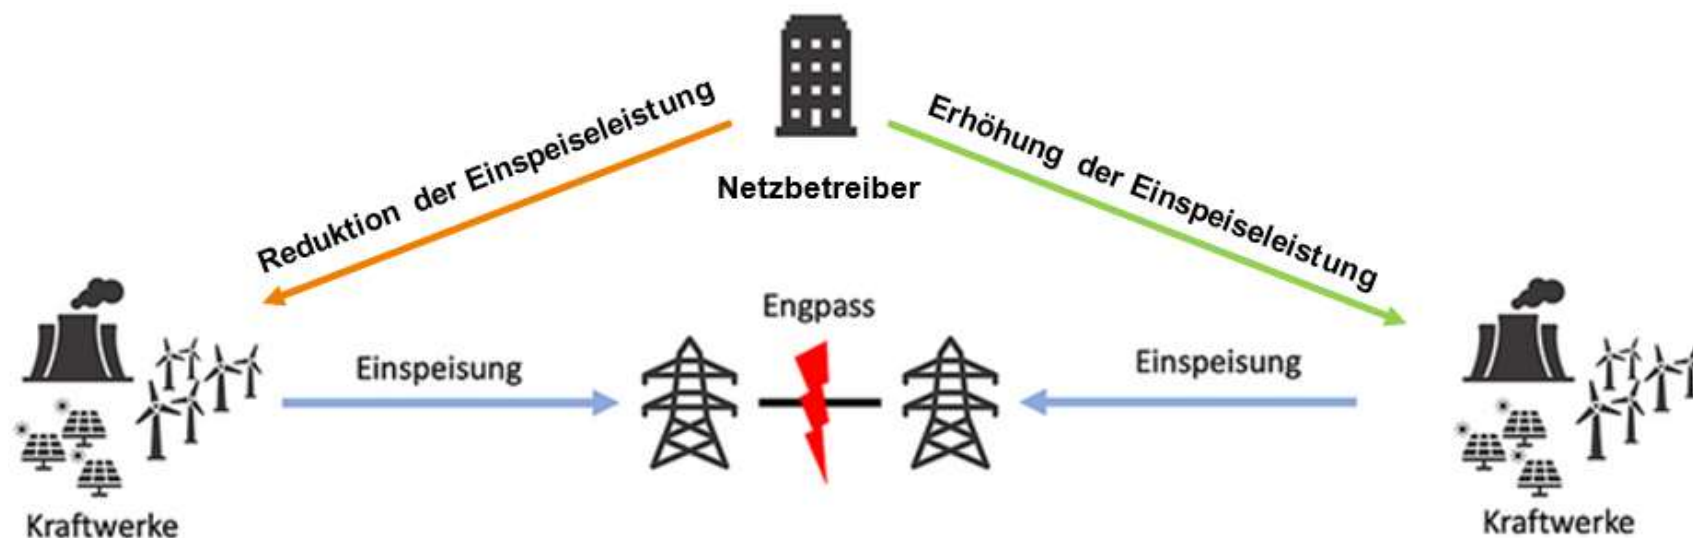 Reduktion der Einspeiseleistung
Erhöhung der Einspeiseleistung
Netzbetreiber
Engpass
Einspeisung
Einspeisung
Kraftwerke
Kraftwerke